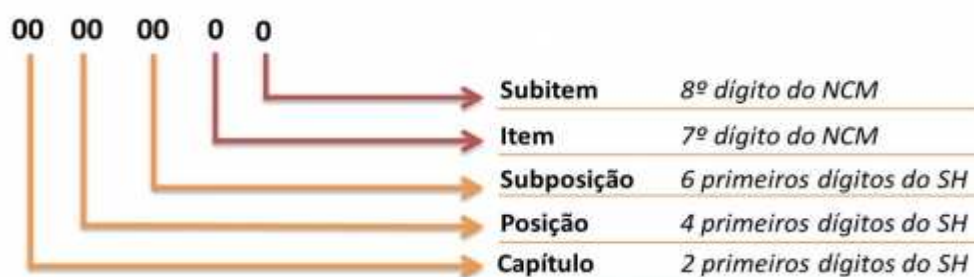 00 00 00 0 0
Subitem 8º dígito do NCM
Item 7º dígito do NCM
Subposição 6 primeiros dígitos do SH
Posição 4 primeiros dígitos do SH
Capítulo 2 primeiros dígitos do SH